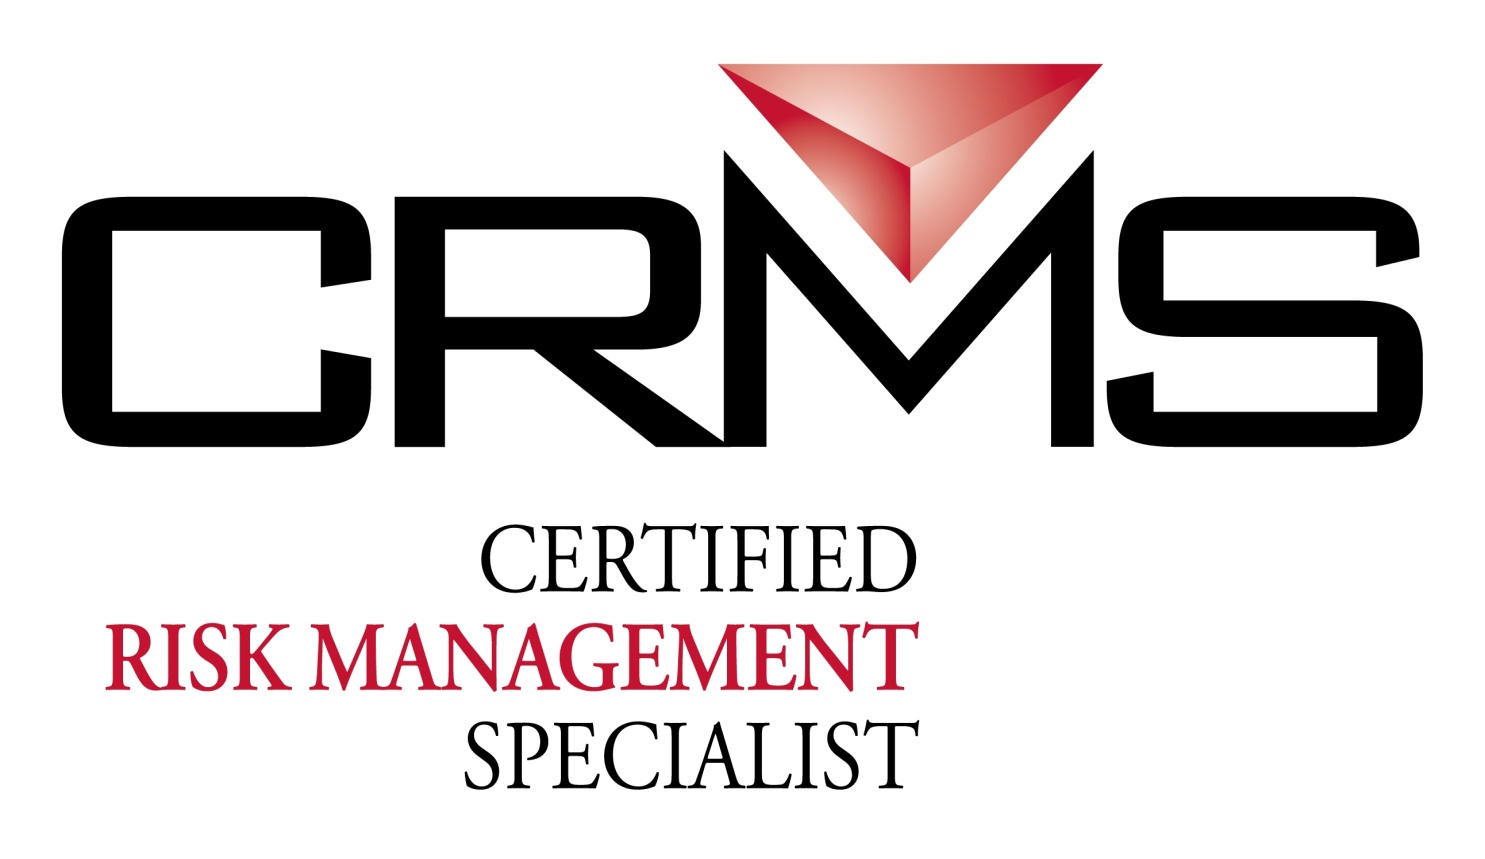 CRMS
CERTIFIED
RISK MANAGEMENT
SPECIALIST